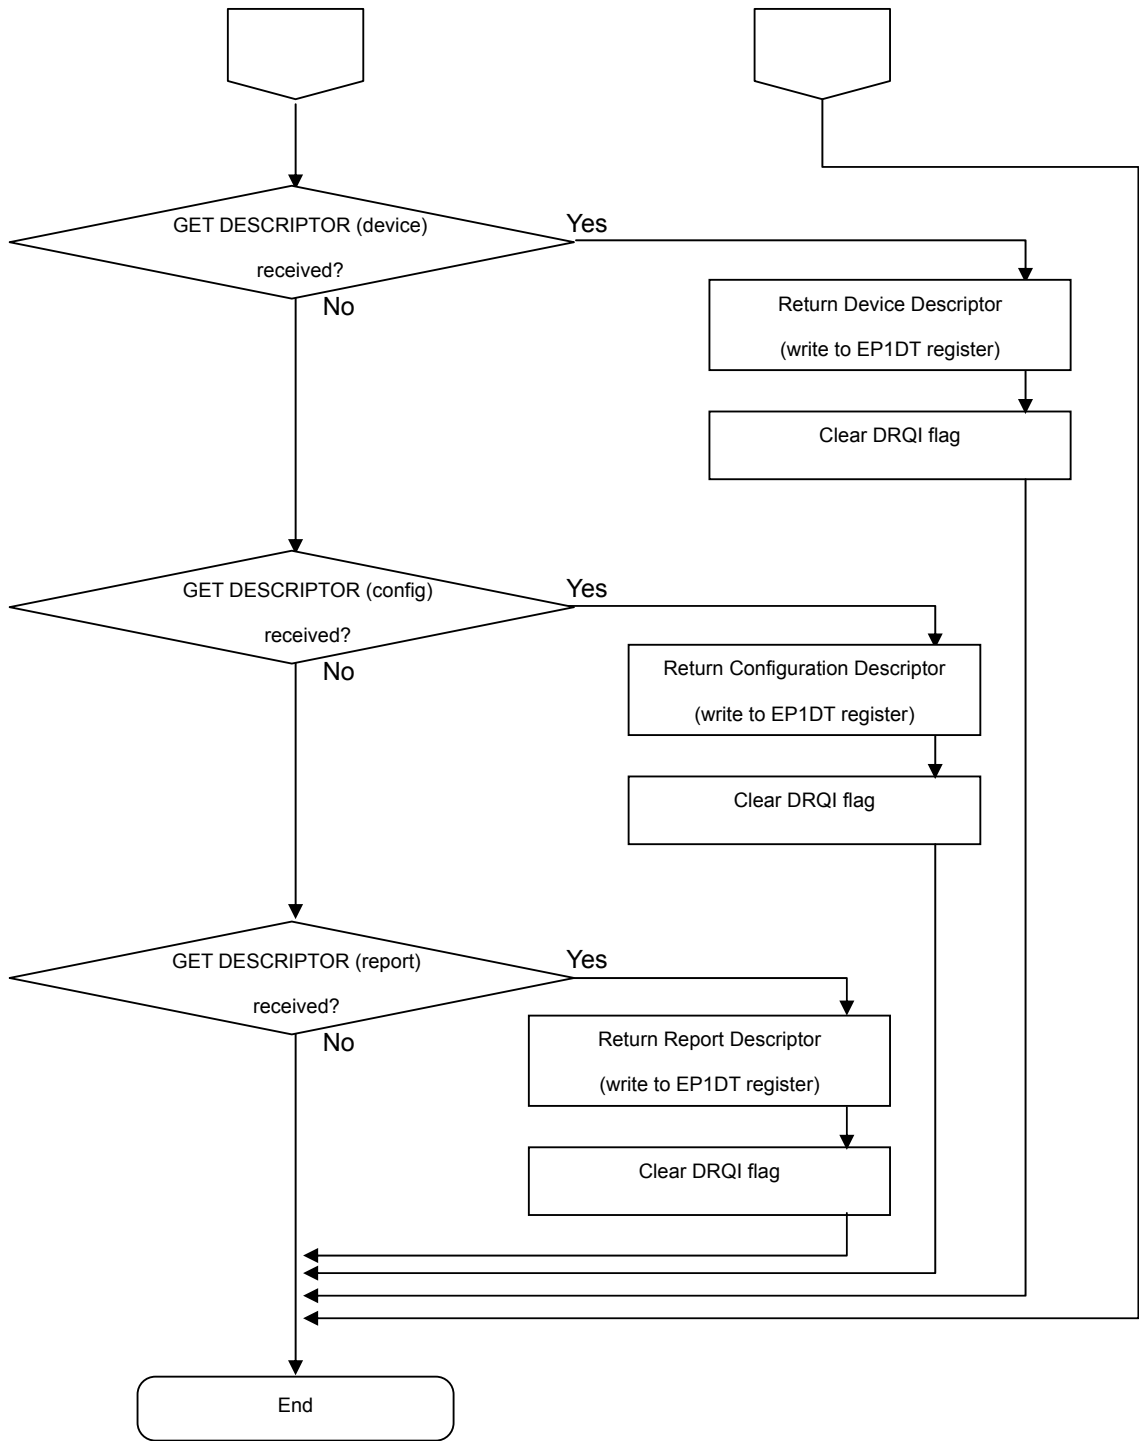 GET DESCRIPTOR (device)
received?
Yes
No
Return Device Descriptor
(write to EP1DT register)
Clear DRQI flag
GET DESCRIPTOR (config)
received?
Yes
No
Return Configuration Descriptor
(write to EP1DT register)
Clear DRQI flag
GET DESCRIPTOR (report)
received?
Yes
No
Return Report Descriptor
(write to EP1DT register)
Clear DRQI flag
End